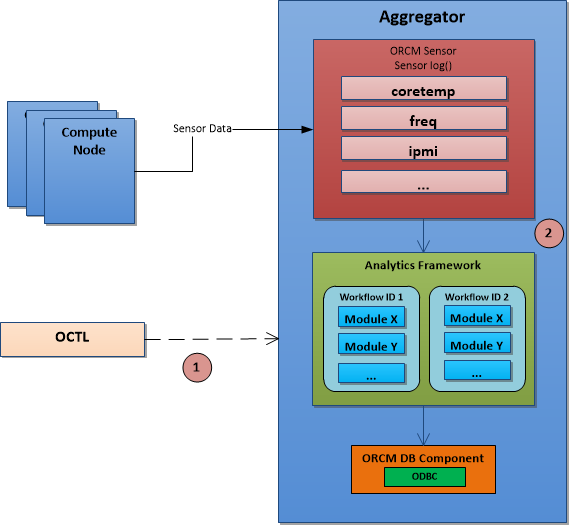 Aggregator
ORCM Sensor
Sensor log()
coretemp
freq
ipmi
...
Compute
Node
Sensor Data
2
Analytics Framework
Workflow ID 1
Module X
Module Y
...
Workflow ID 2
Module X
Module Y
...
OCTL
1
ORCM DB Component
ODBC